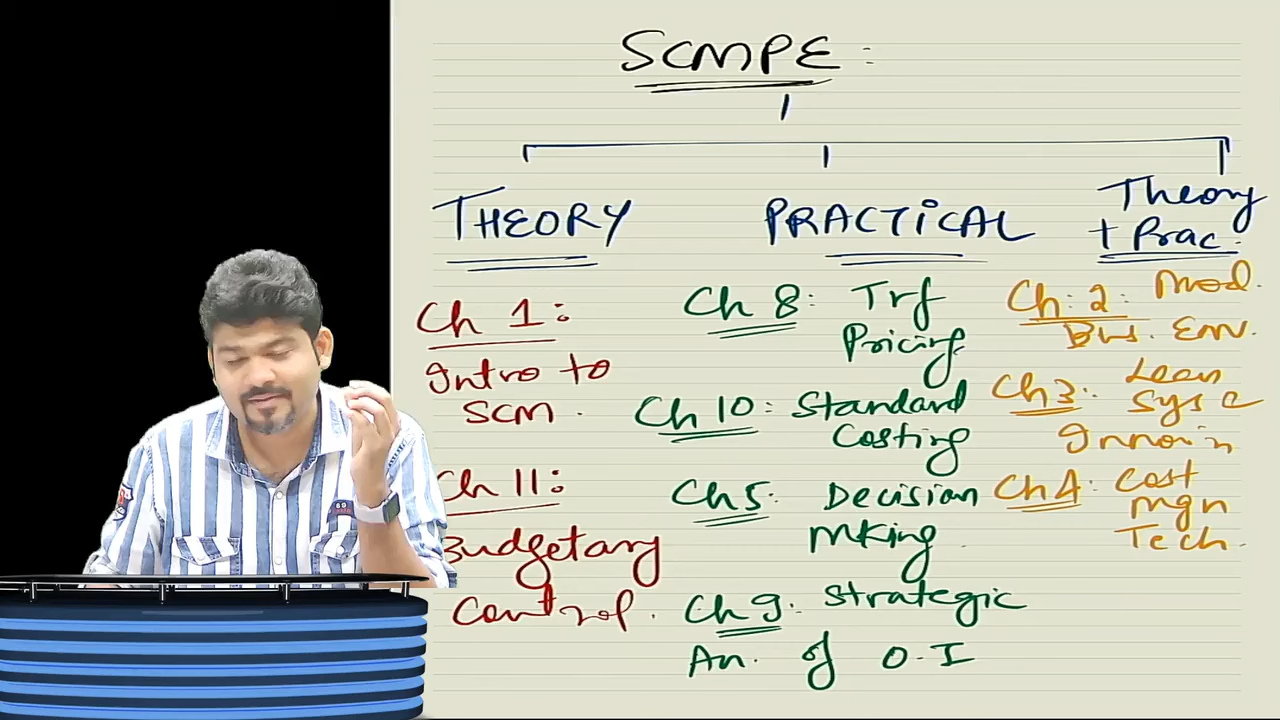 SCMPE:
THEORY
PRACTICAL
Theory
+ Prac.
Ch 1:
Intro to
SCM.
Ch 11:
Budgetary
Control.
Ch 8: Trf
Pricing.
Ch 10: Standard
Costing
Ch 5: Decision
Mking.
Ch 9: Strategic
An. of O.I
Ch: 2: Mod.
Bus. Env.
Ch 3: Lean
Sys &
Innov'n
Ch 4: Cost
Mgn
Tech.